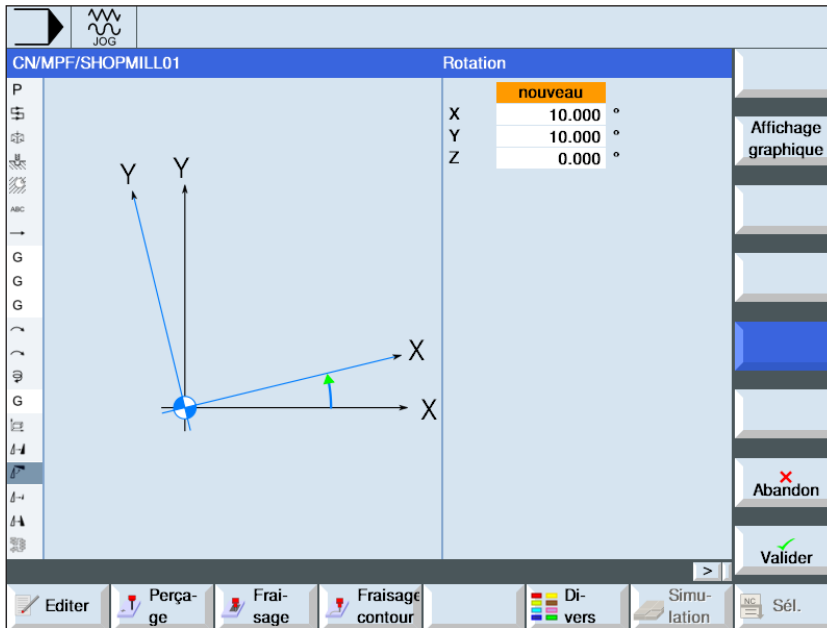 JOG
CN/MPF/SHOPMILL01
Rotation
nouveau
X 10.000 °
Y 10.000 °
Z 0.000 °
Affichage
graphique
P
ABC
G
G
G
G
Y Y
X
X
Abandon
Valider
>
Editer
Perça-
ge
Frai-
sage
Fraisage
contour
Di-
vers
Simu-
lation
NC
Sél.